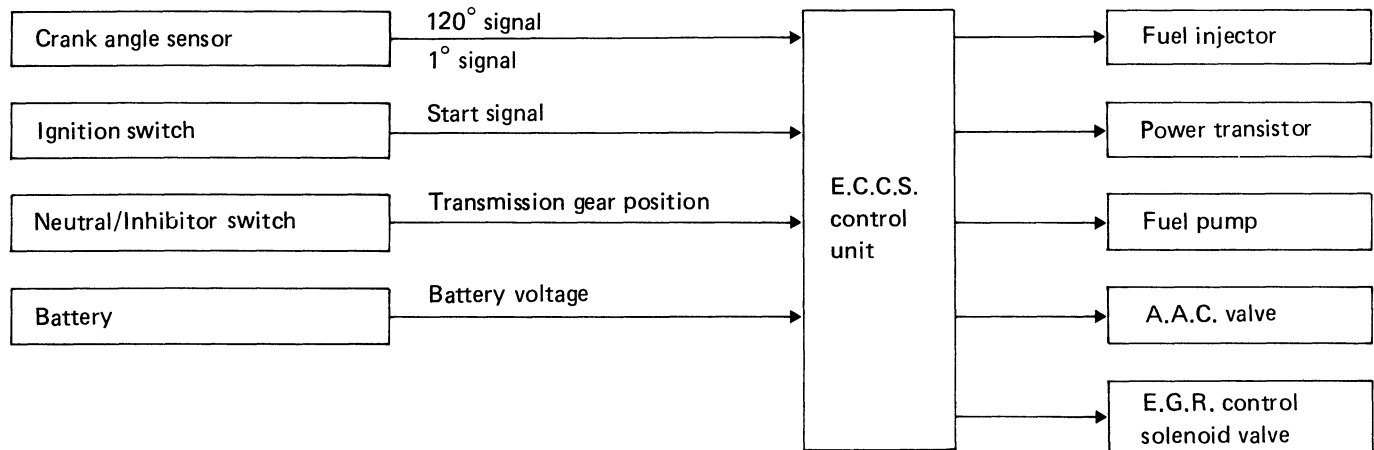 Crank angle sensor
120° signal
1° signal
Ignition switch
Start signal
Neutral/Inhibitor switch
Transmission gear position
Battery
Battery voltage
E.C.C.S.
control
unit
Fuel injector
Power transistor
Fuel pump
A.A.C. valve
E.G.R. control
solenoid valve